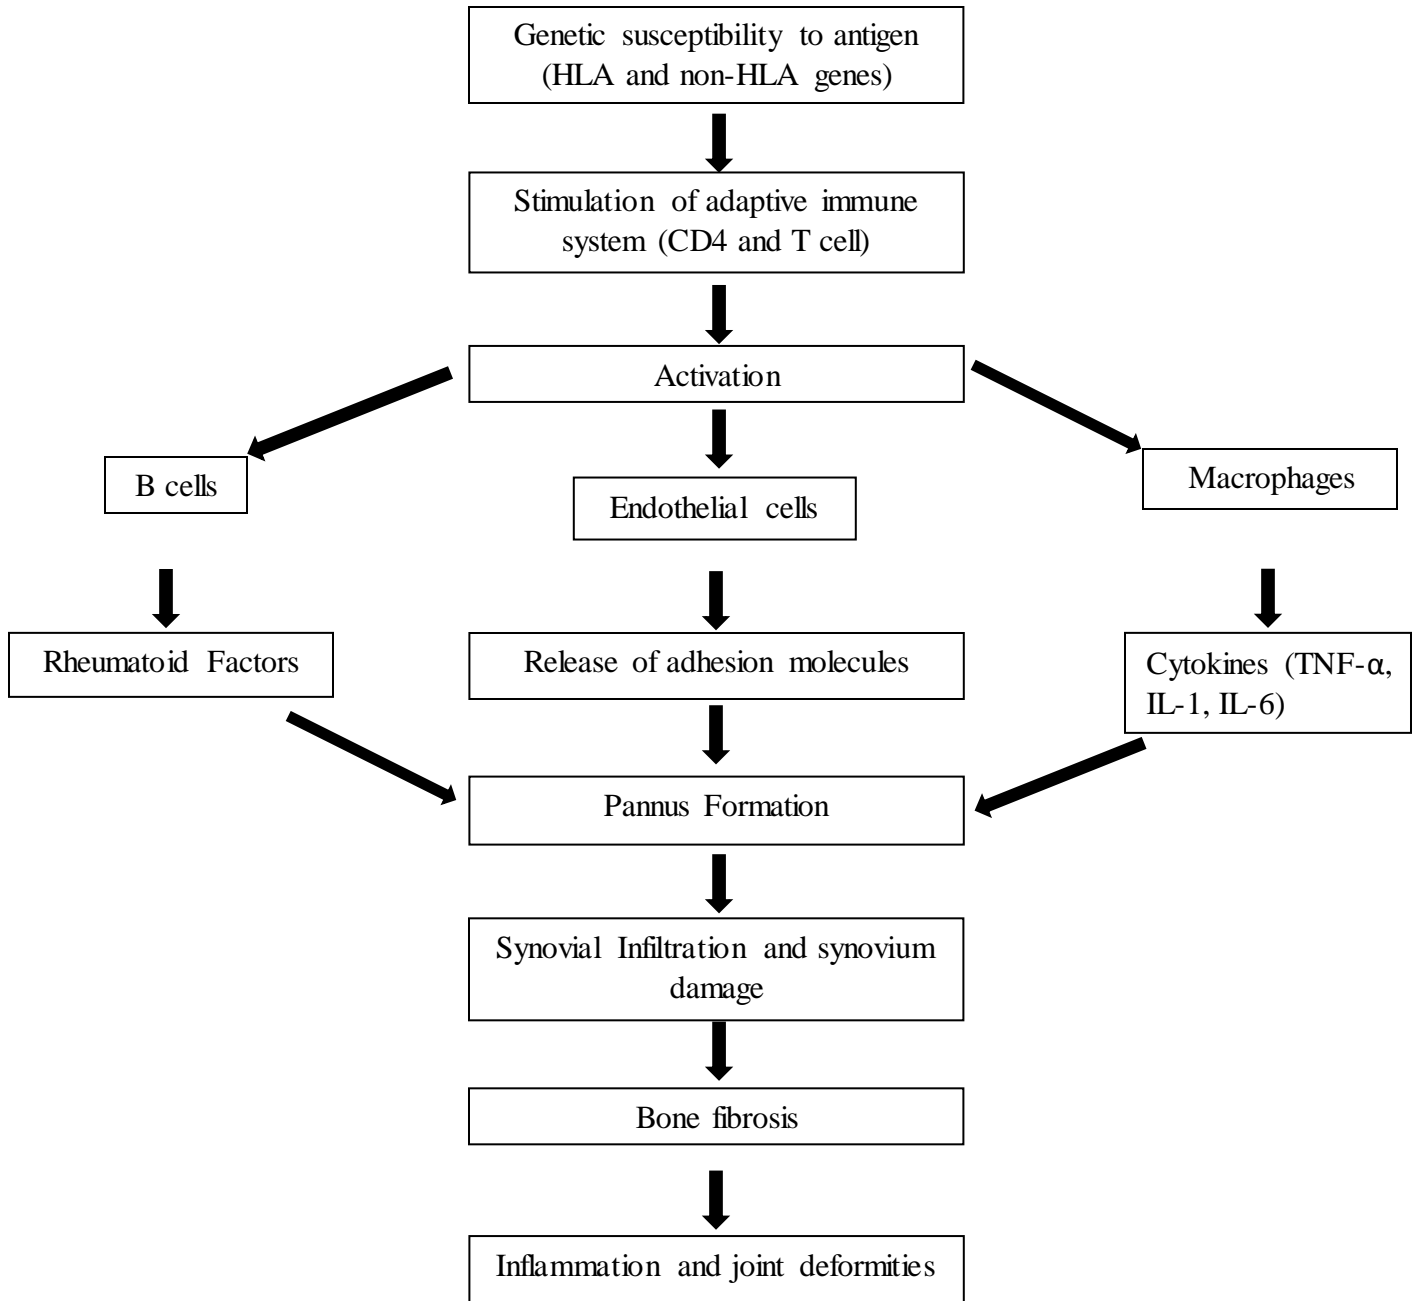 Genetic susceptibility to antigen
(HLA and non-HLA genes)
Stimulation of adaptive immune
system (CD4 and T cell)
Activation
B cells
Endothelial cells
Macrophages
Rheumatoid Factors
Release of adhesion molecules
Cytokines (TNF-α,
IL-1, IL-6)
Pannus Formation
Synovial Infiltration and synovium
damage
Bone fibrosis
Inflammation and joint deformities